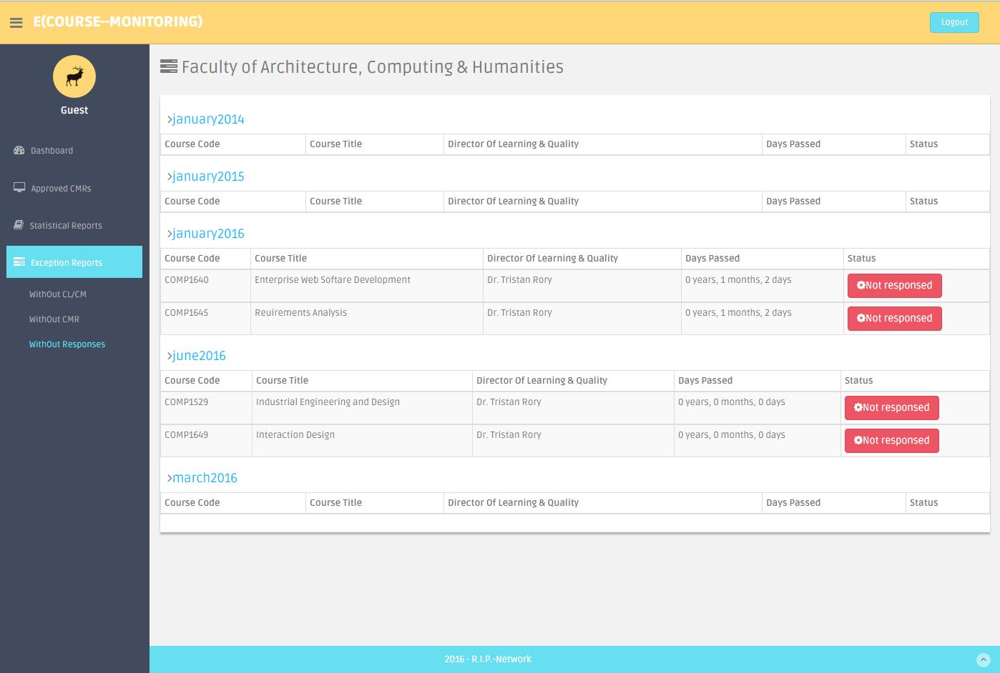 E(COURSE--MONITORING)
Logout
Guest
Dashboard
Approved CMRs
Statistical Reports
Exception Reports
WithOut CL/CM
WithOut CMR
WithOut Responses
Faculty of Architecture, Computing & Humanities
>january2014
Course Code Course Title Director Of Learning & Quality Days Passed Status
>january2015
Course Code Course Title Director Of Learning & Quality Days Passed Status
>january2016
Course Code Course Title Director Of Learning & Quality Days Passed Status
COMP1640 Enterprise Web Softare Development Dr. Tristan Rory 0 years, 1 months, 2 days Not responsed
COMP1645 Reuirements Analysis Dr. Tristan Rory 0 years, 1 months, 2 days Not responsed
>june2016
Course Code Course Title Director Of Learning & Quality Days Passed Status
COMP1529 Industrial Engineering and Design Dr. Tristan Rory 0 years, 0 months, 0 days Not responsed
COMP1649 Interaction Design Dr. Tristan Rory 0 years, 0 months, 0 days Not responsed
>march2016
Course Code Course Title Director Of Learning & Quality Days Passed Status
2016 - R.I.P.-Network